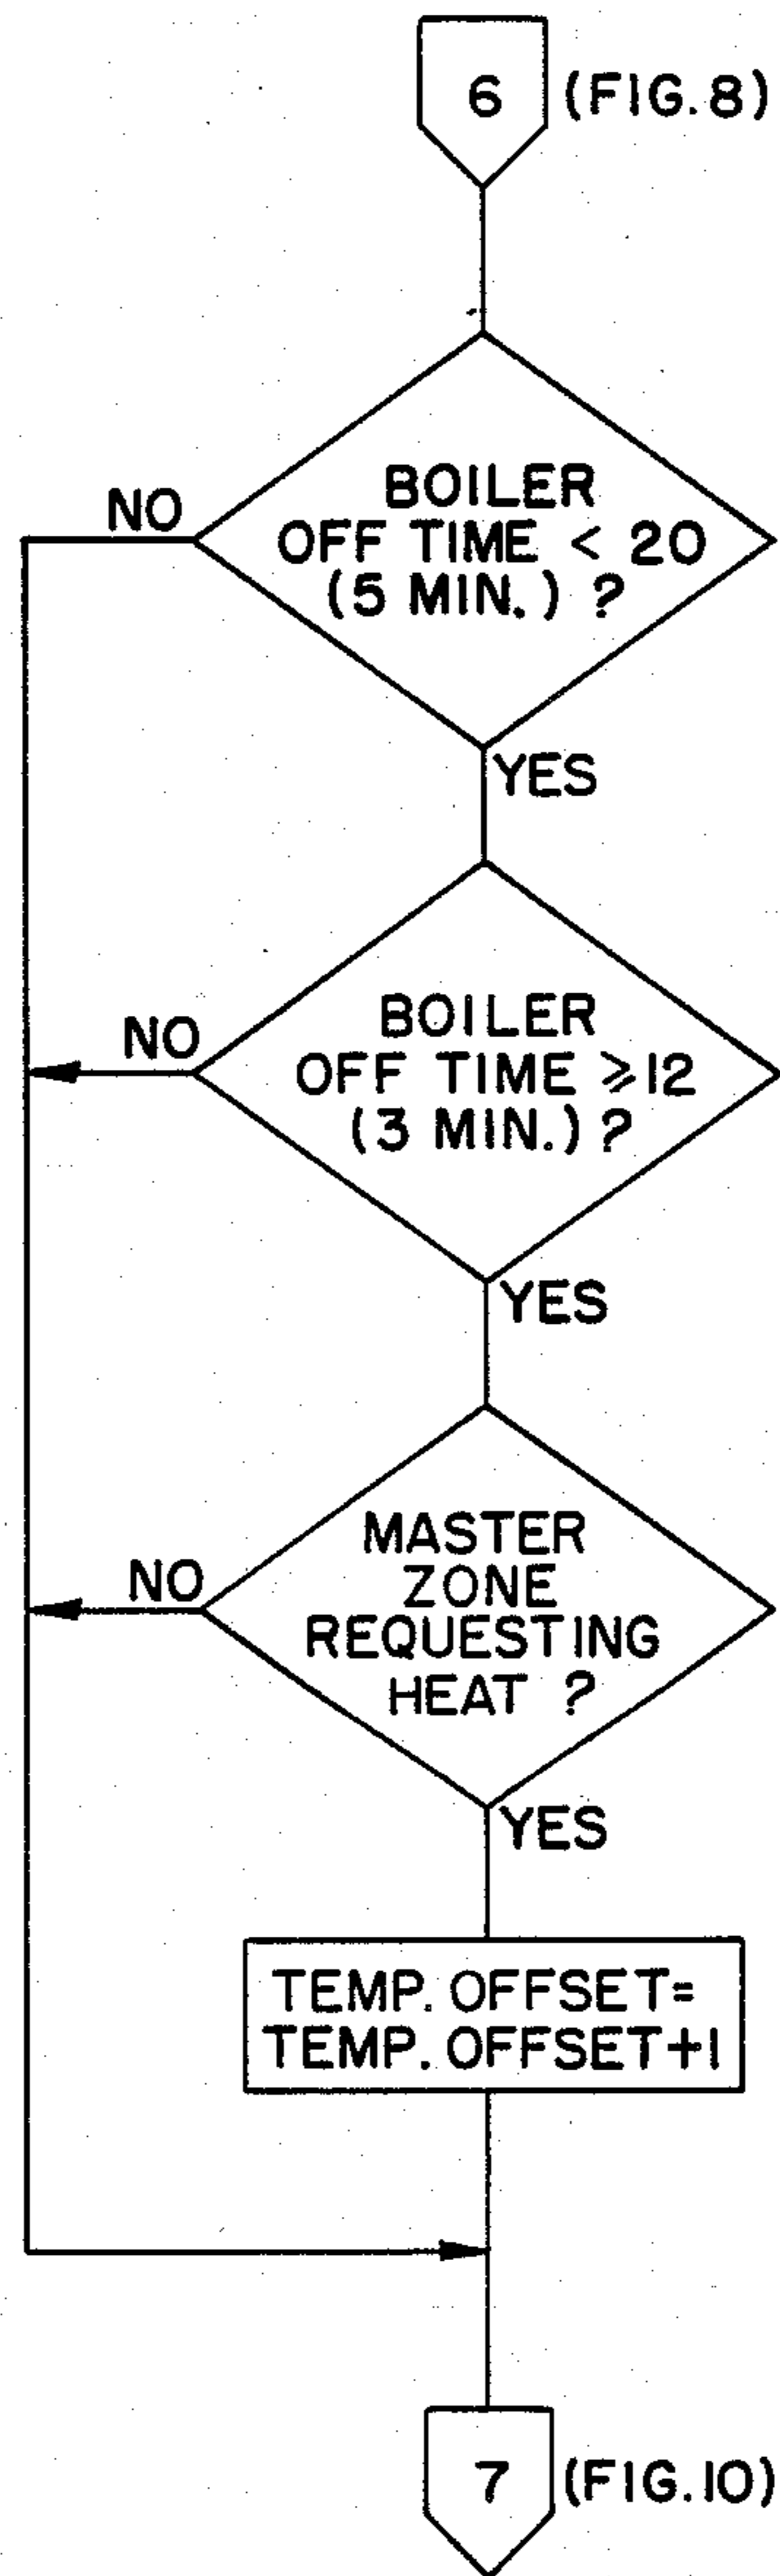 6 (FIG.8)
BOILER
OFF TIME < 20
(5 MIN.) ?
NO
YES
BOILER
OFF TIME ⩾12
(3 MIN.) ?
NO
YES
MASTER
ZONE
REQUESTING
HEAT ?
NO
YES
TEMP. OFFSET=
TEMP. OFFSET+1
7 (FIG.10)